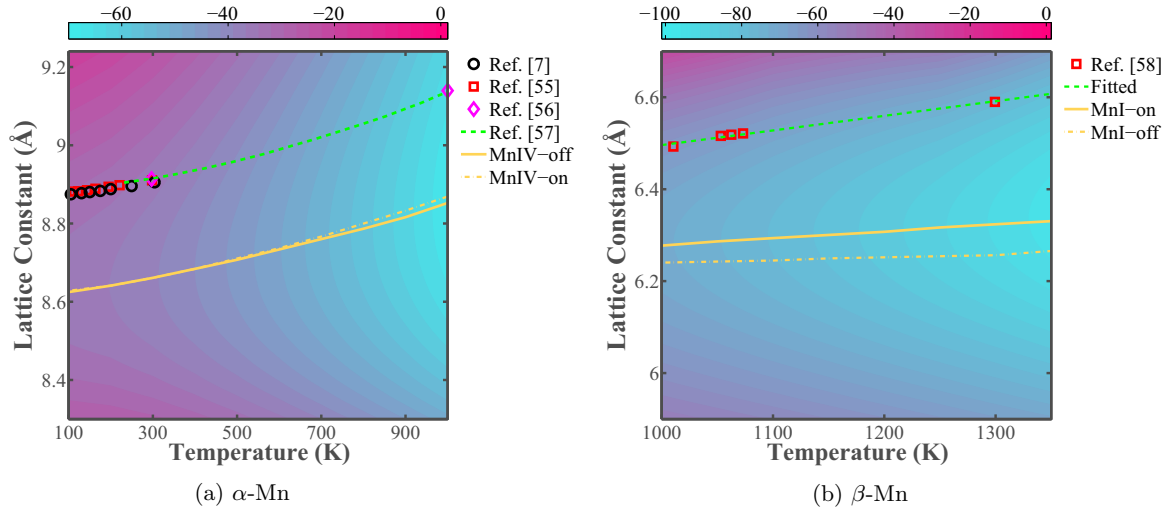 −60 −40 −20 0
9.2
9
8.8
8.6
8.4
100 300 500 700 900
Lattice Constant (Å)
Temperature (K)
Ref. [7]
Ref. [55]
Ref. [56]
Ref. [57]
MnIV−off
MnIV−on
(a) α-Mn
−100 −80 −60 −40 −20 0
6.6
6.4
6.2
6
1000 1100 1200 1300
Lattice Constant (Å)
Temperature (K)
Ref. [58]
Fitted
MnI−on
MnI−off
(b) β-Mn